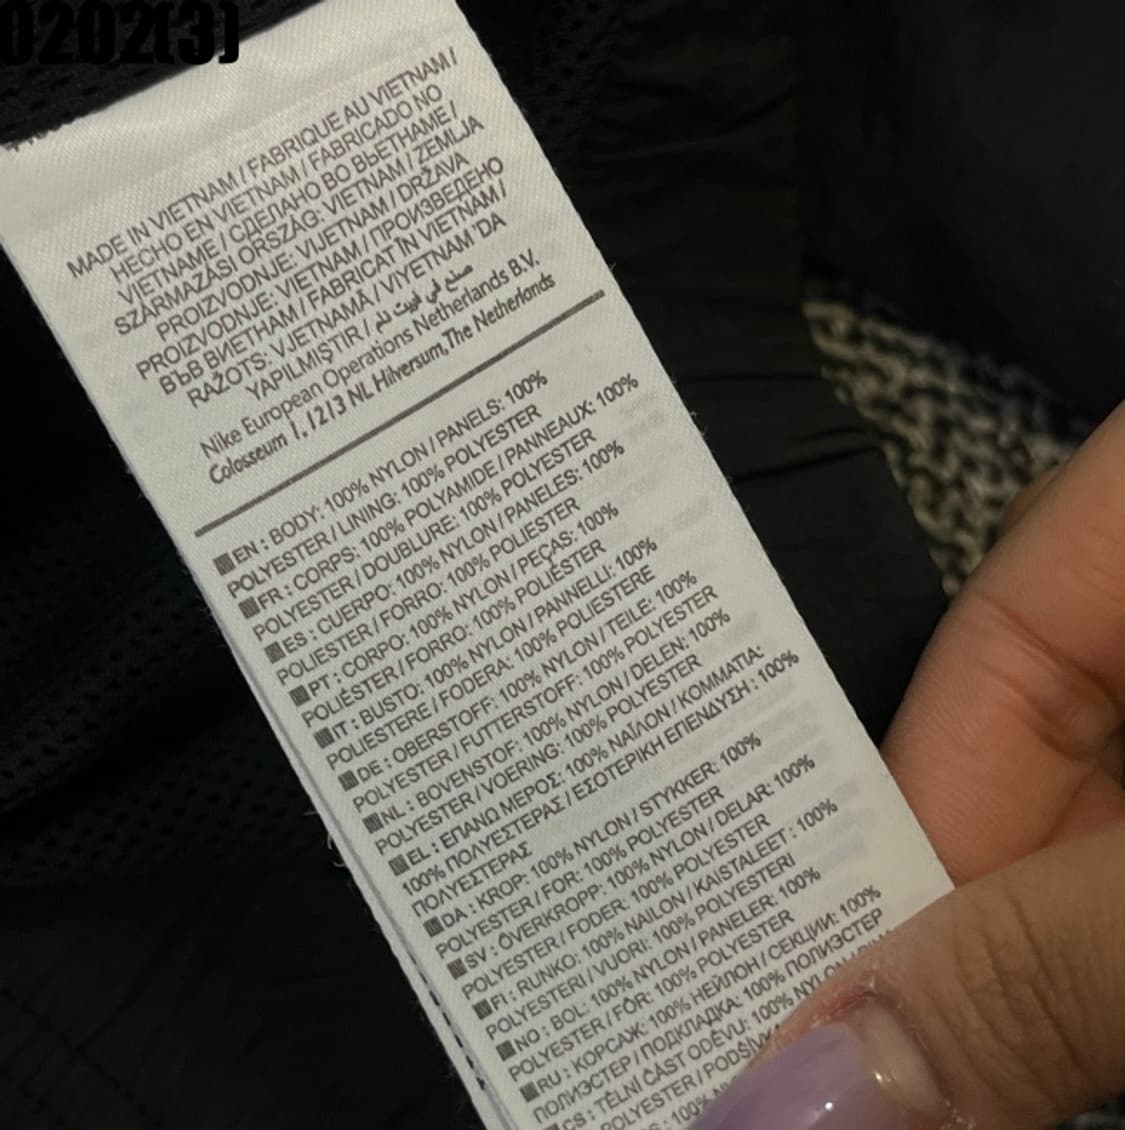 0202(3)
MADE IN VIETNAM / FABRIQUE AU VIETNAM /
HECHO EN VIETNAM / FABRICADO NO
VIETNAME / СДЕЛАНО ВО ВЬЕТНАМЕ /
SZÁRMAZÁSI ORSZÁG: VIETNAM / ZEMLJA
PROIZVODNJE: VIJETNAM / DRŽAVA
PROIZVODNJE: VIETNAM / ПРОИЗВЕДЕНО
ВЪВ ВИЕТНАМ / FABRICAT ÎN VIETNAM /
RAŽOTS: VJETNAMĀ / VİYETNAM 'DA
YAPILMIŞTIR / صنع في فييت نام
Nike European Operations Netherlands B.V.
Colosseum 1, 1213 NL Hilversum, The Netherlands
EN : BODY: 100% NYLON / PANELS: 100%
POLYESTER / LINING: 100% POLYESTER
FR : CORPS: 100% POLYAMIDE / PANNEAUX: 100%
POLYESTER / DOUBLURE: 100% POLYESTER
ES : CUERPO: 100% NYLON / PANELES: 100%
POLIESTER / FORRO: 100% POLIESTER
PT : CORPO: 100% NYLON / PEÇAS: 100%
POLIÉSTER / FORRO: 100% POLIÉSTER
IT : BUSTO: 100% NYLON / PANNELLI: 100%
POLIESTERE / FODERA: 100% POLIESTERE
DE : OBERSTOFF: 100% NYLON / TEILE: 100%
POLYESTER / FUTTERSTOFF: 100% POLYESTER
NL : BOVENSTOF: 100% NYLON / DELEN: 100%
POLYESTER / VOERING: 100% POLYESTER
EL : ΕΠΑΝΩ ΜΕΡΟΣ: 100% ΝΑΪΛΟΝ / ΚΟΜΜΑΤΙΑ:
100% ΠΟΛΥΕΣΤΕΡΑΣ / ΕΣΩΤΕΡΙΚΗ ΕΠΕΝΔΥΣΗ : 100%
ΠΟΛΥΕΣΤΕΡΑΣ
DA : KROP: 100% NYLON / STYKKER: 100%
POLYESTER / FOR: 100% POLYESTER
SV : ÖVERKROPP: 100% NYLON / DELAR: 100%
POLYESTER / FODER: 100% POLYESTER
FI : RUNKO: 100% NAILON / KAISTALEET : 100%
POLYESTERI / VUORI: 100% POLYESTERI
NO : BOL: 100% NYLON / PANELER: 100%
POLYESTER / FÔR: 100% POLYESTER
RU : КОРСАЖ: 100% НЕЙЛОН / СЕКЦИИ: 100%
ПОЛИЭСТЕР / ПОДКЛАДКА: 100% ПОЛИЭСТЕР
CS : TĚLNÍ ČÁST ODĚVU: 100%
POLYESTER /
100%